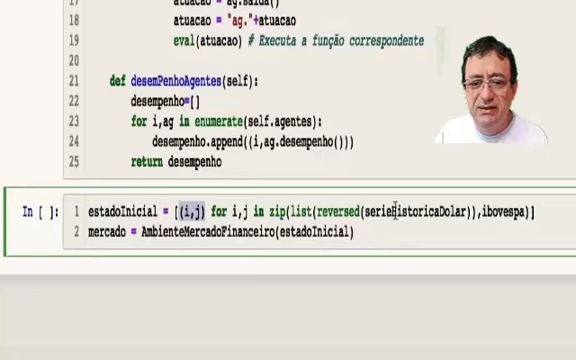 17 atuacao = ag.saida()
18 atuacao = "ag."+atuacao
19 eval(atuacao) # Executa a função correspondente
20
21 def desemPenhoAgentes(self):
22 desempenho=[]
23 for i,ag in enumerate(self.agentes):
24 desempenho.append((i,ag.desempenho()))
25 return desempenho
In [ ]: 1 estadoInicial = [(i,j) for i,j in zip(list(reversed(serieHistoricaDolar)),ibovespa)]
2 mercado = AmbienteMercadoFinanceiro(estadoInicial)